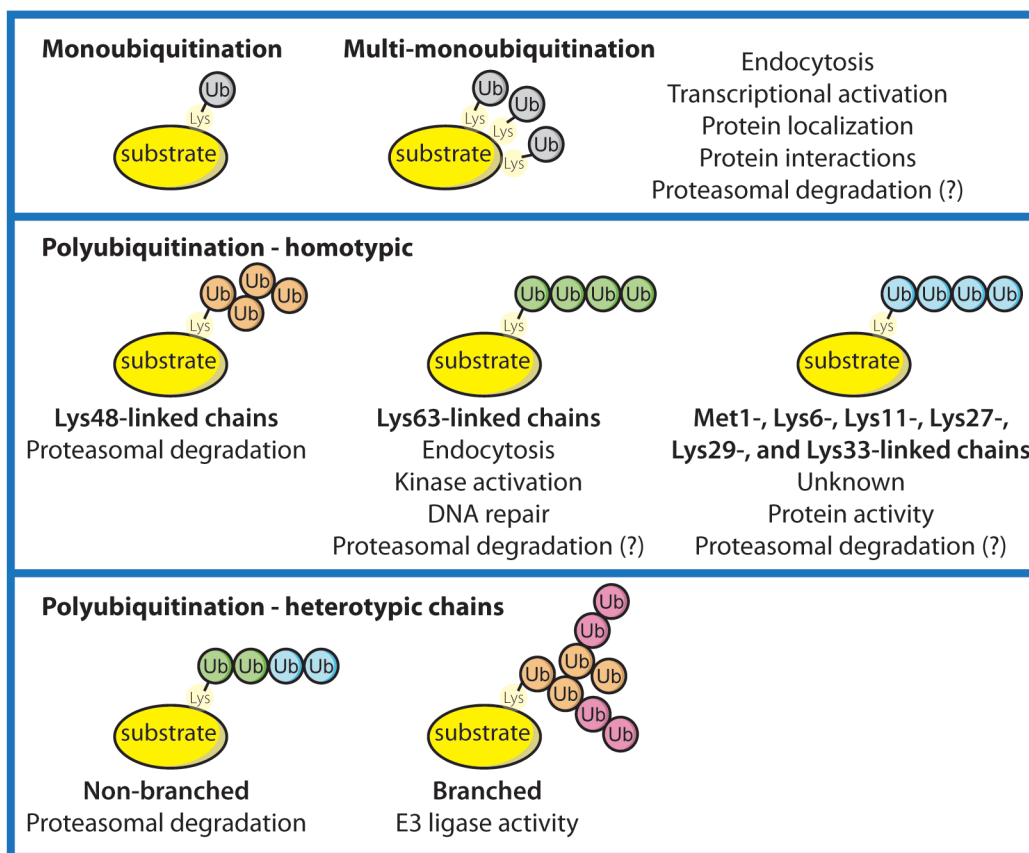 Monoubiquitination
Multi-monoubiquitination
Ub
Lys
substrate
Ub
Ub
Ub
Lys
Lys
Lys
substrate
Endocytosis
Transcriptional activation
Protein localization
Protein interactions
Proteasomal degradation (?)
Polyubiquitination - homotypic
Ub
Ub
Ub
Ub
Lys
substrate
Lys48-linked chains
Proteasomal degradation
Ub Ub Ub Ub
Lys
substrate
Lys63-linked chains
Endocytosis
Kinase activation
DNA repair
Proteasomal degradation (?)
Ub Ub Ub Ub
Lys
substrate
Met1-, Lys6-, Lys11-, Lys27-,
Lys29-, and Lys33-linked chains
Unknown
Protein activity
Proteasomal degradation (?)
Polyubiquitination - heterotypic chains
Ub Ub Ub Ub
Lys
substrate
Non-branched
Proteasomal degradation
Ub
Ub
Ub
Ub
Ub
Ub
Ub
Ub
Lys
substrate
Branched
E3 ligase activity